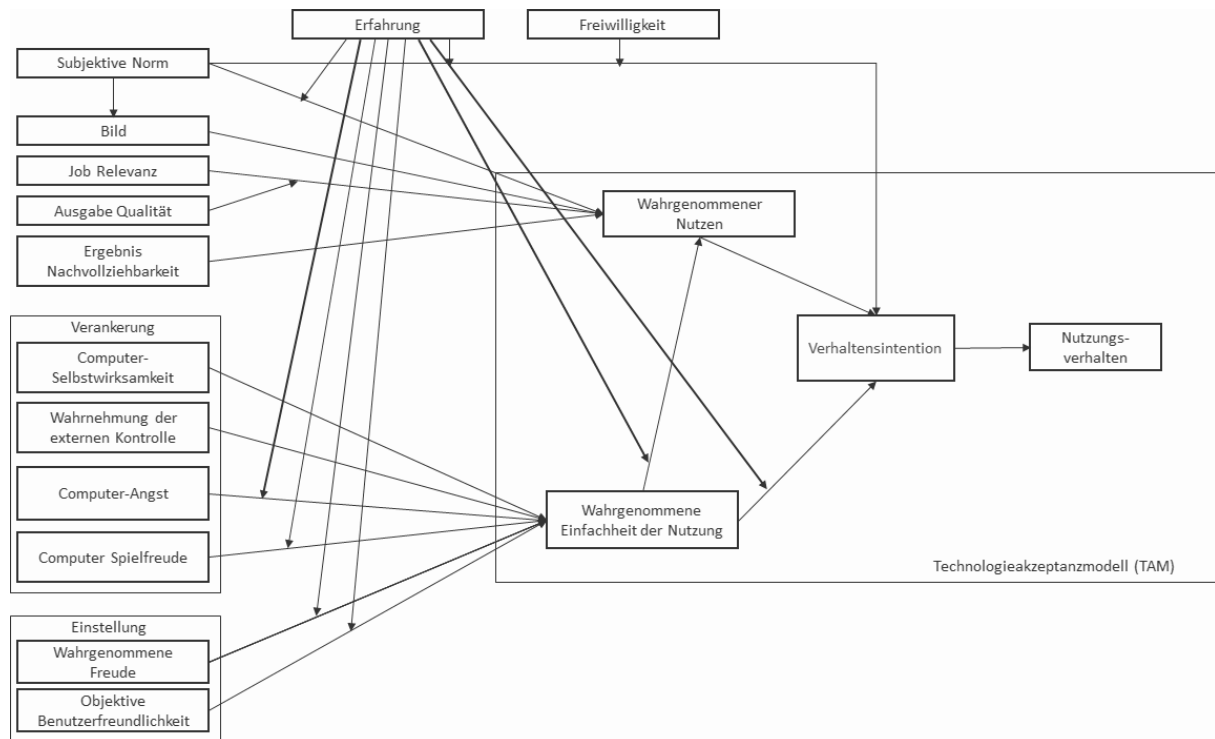 Erfahrung
Freiwilligkeit
Subjektive Norm
Bild
Job Relevanz
Ausgabe Qualität
Ergebnis
Nachvollziehbarkeit
Wahrgenommener
Nutzen
Verankerung
Computer-
Selbstwirksamkeit
Wahrnehmung der
externen Kontrolle
Computer-Angst
Computer Spielfreude
Verhaltensintention
Nutzungs-
verhalten
Wahrgenommene
Einfachheit der Nutzung
Technologieakzeptanzmodell (TAM)
Einstellung
Wahrgenommene
Freude
Objektive
Benutzerfreundlichkeit